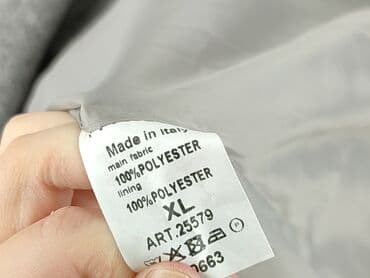 Made in Italy
main fabric
100%POLYESTER
lining
100%POLYESTER
XL
ART.25579
P